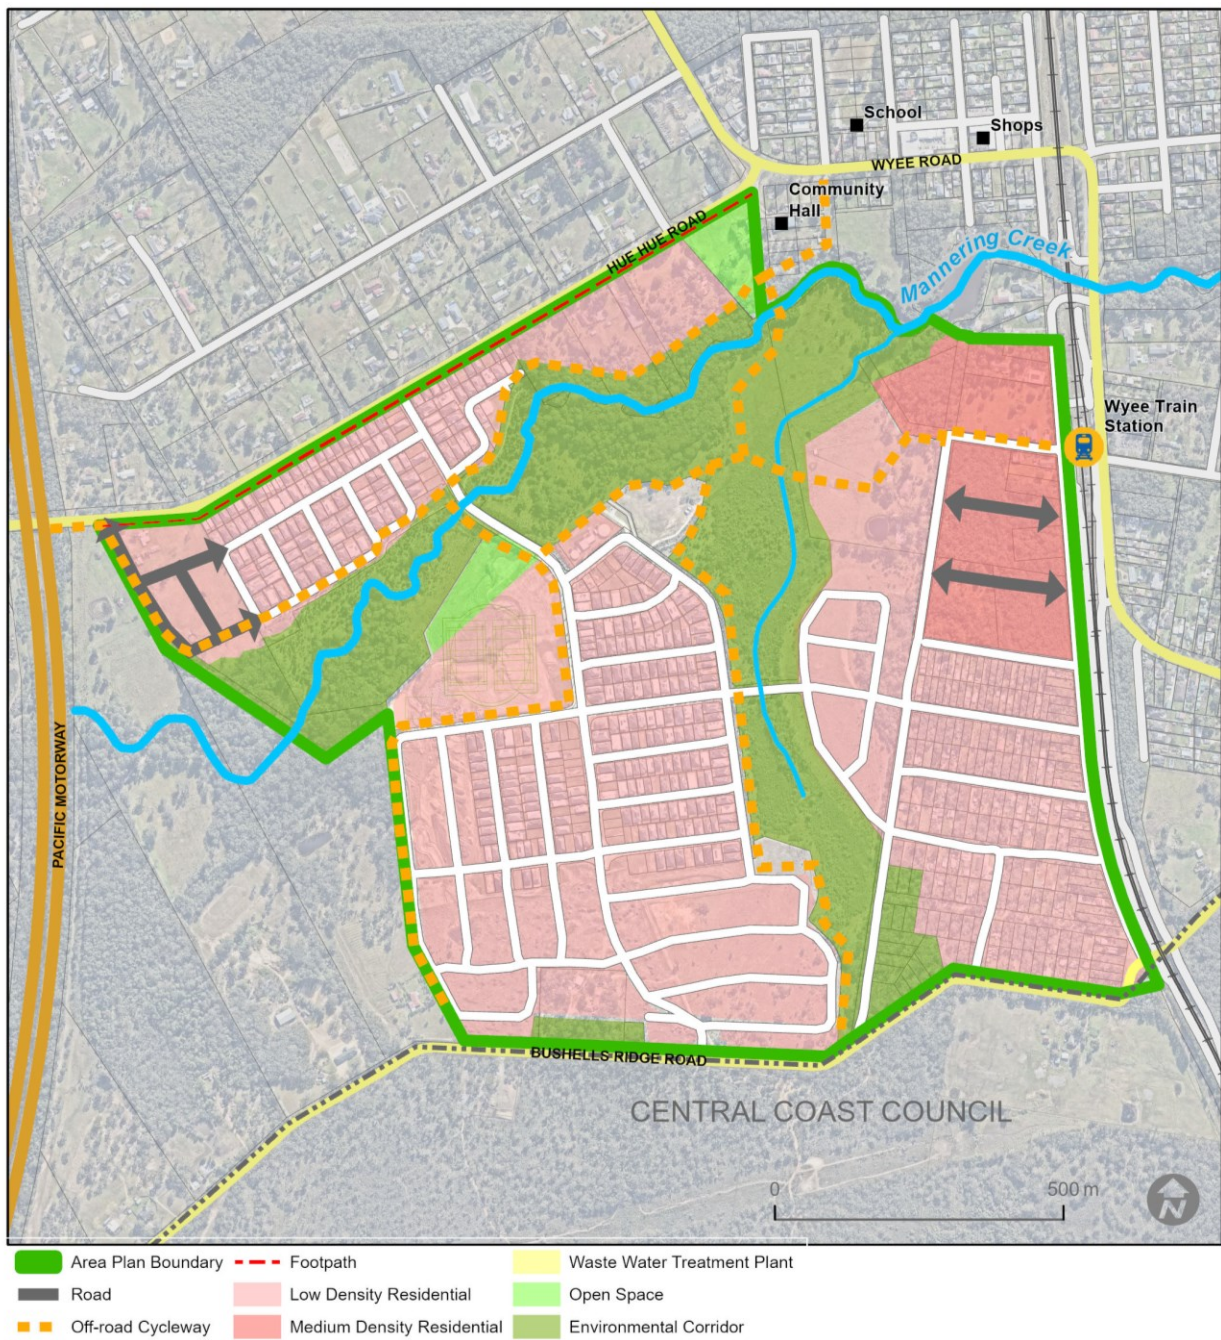 School
Shops
WYEE ROAD
Community
Hall
HUE HUE ROAD
Mannering Creek
Wyee Train
Station
PACIFIC MOTORWAY
BUSHELLS RIDGE ROAD
CENTRAL COAST COUNCIL
0 500 m
N
Area Plan Boundary Footpath Waste Water Treatment Plant
Road Low Density Residential Open Space
Off-road Cycleway Medium Density Residential Environmental Corridor